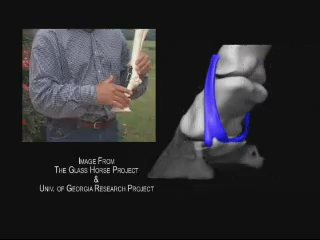 Image From
The Glass Horse Project
&
Univ. of Georgia Research Project